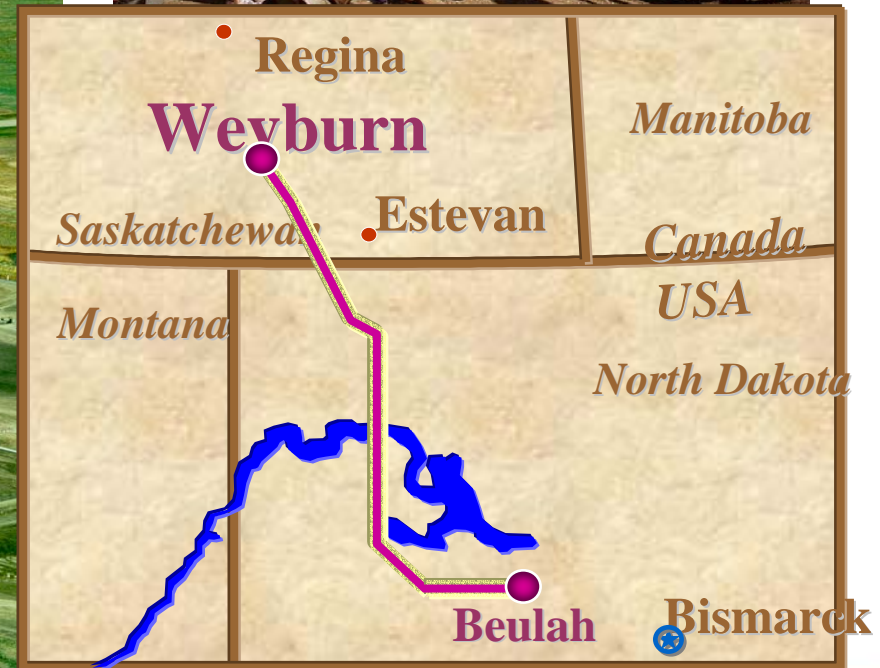 Regina
Weyburn
Manitoba
Saskatchewan
Estevan
Canada
USA
Montana
North Dakota
Beulah
Bismarck